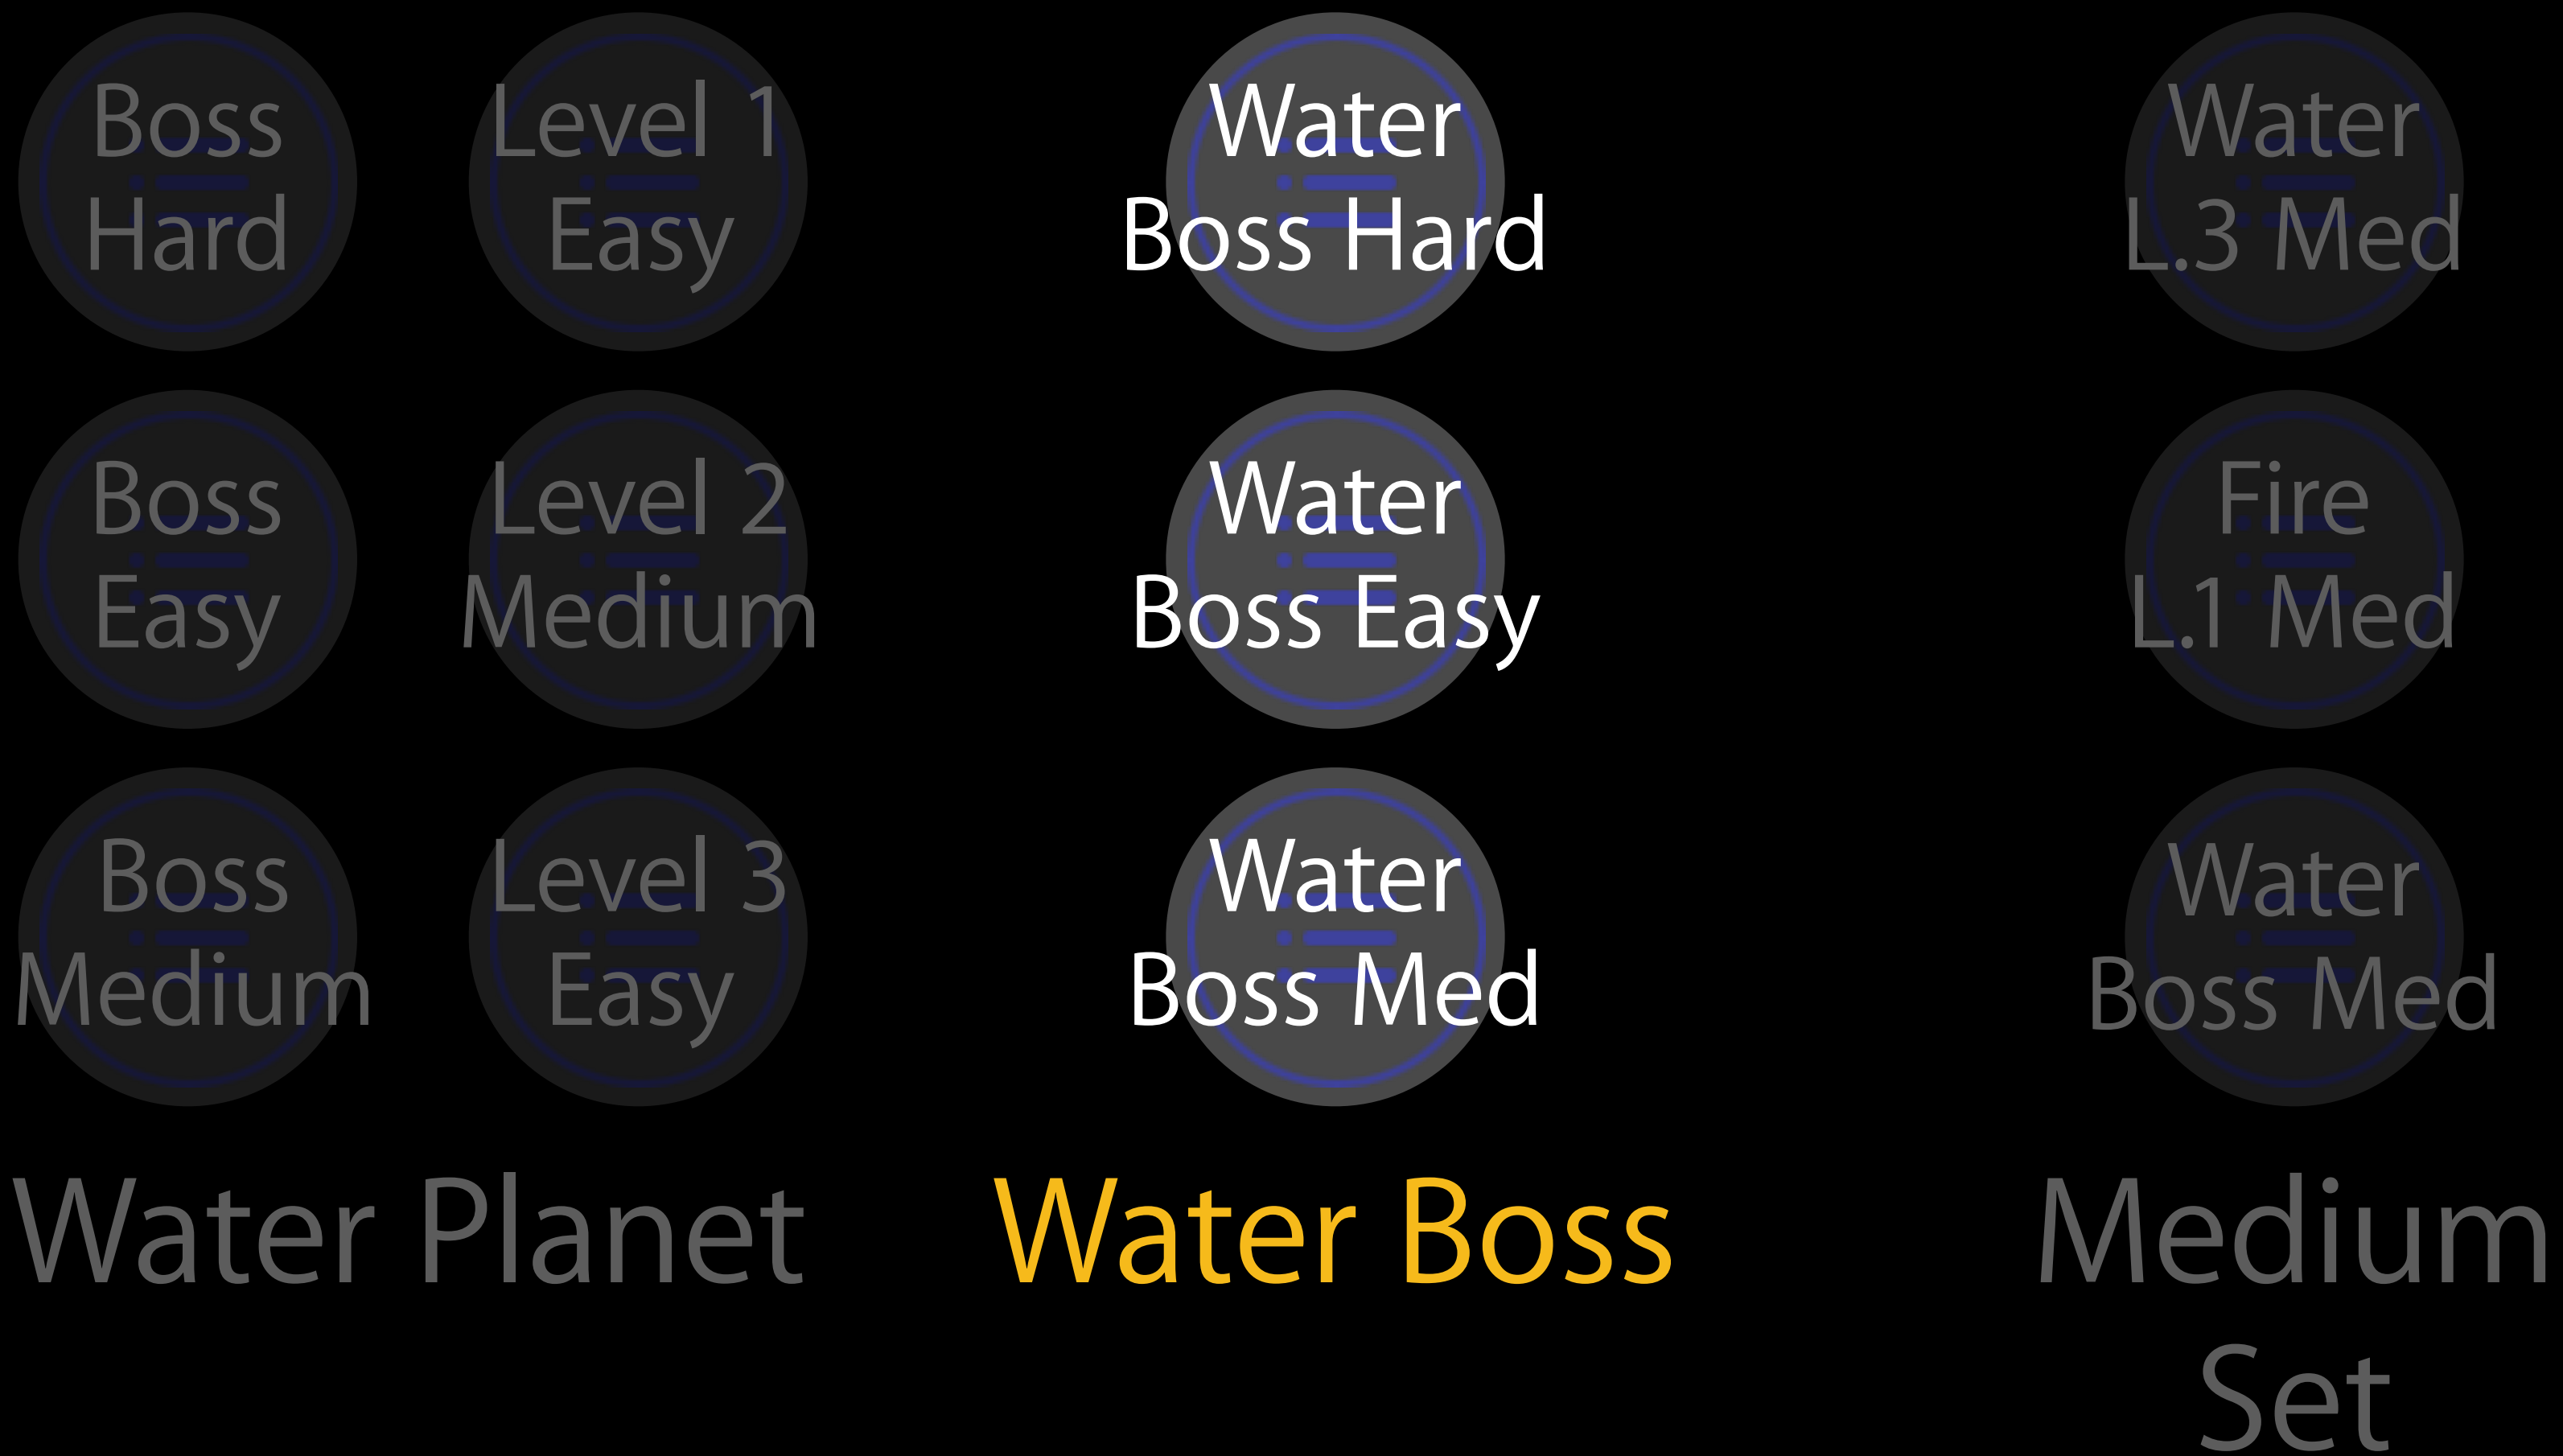 Boss
Hard
Boss
Easy
Boss
Medium
Level 1
Easy
Level 2
Medium
Level 3
Easy
Water Planet
Water
Boss Hard
Water
Boss Easy
Water
Boss Med
Water Boss
Water
L.3 Med
Fire
L.1 Med
Water
Boss Med
Medium
Set